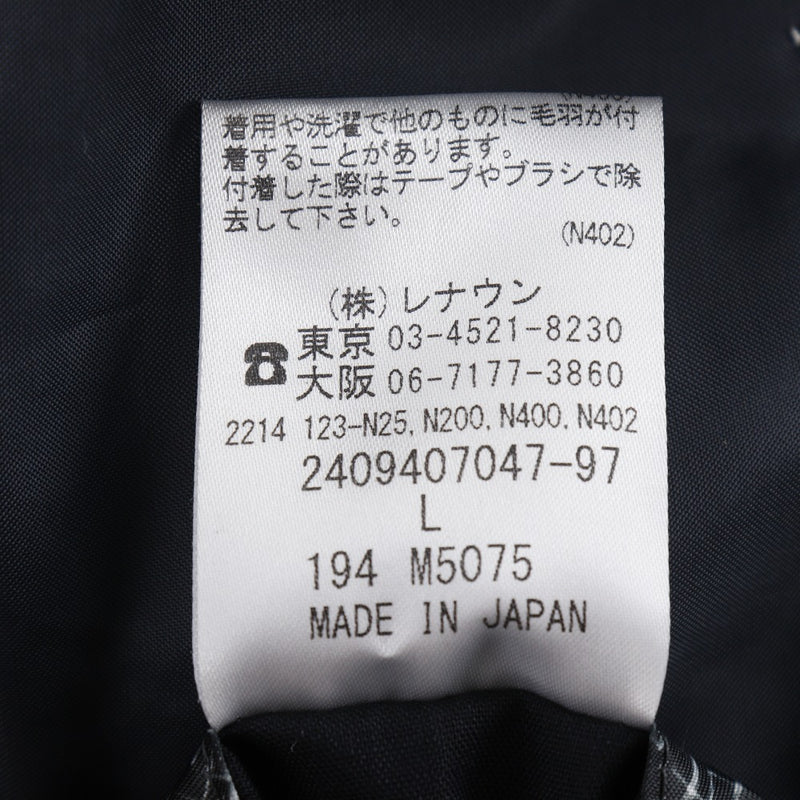 着用や洗濯で他のものに毛羽が付
着することがあります。
付着した際はテープやブラシで除
去して下さい。
(N402)
(株)レナウン
☎東京 03-4521-8230
大阪 06-7177-3860
2214 123-N25, N200, N400, N402
2409407047-97
L
194 M5075
MADE IN JAPAN